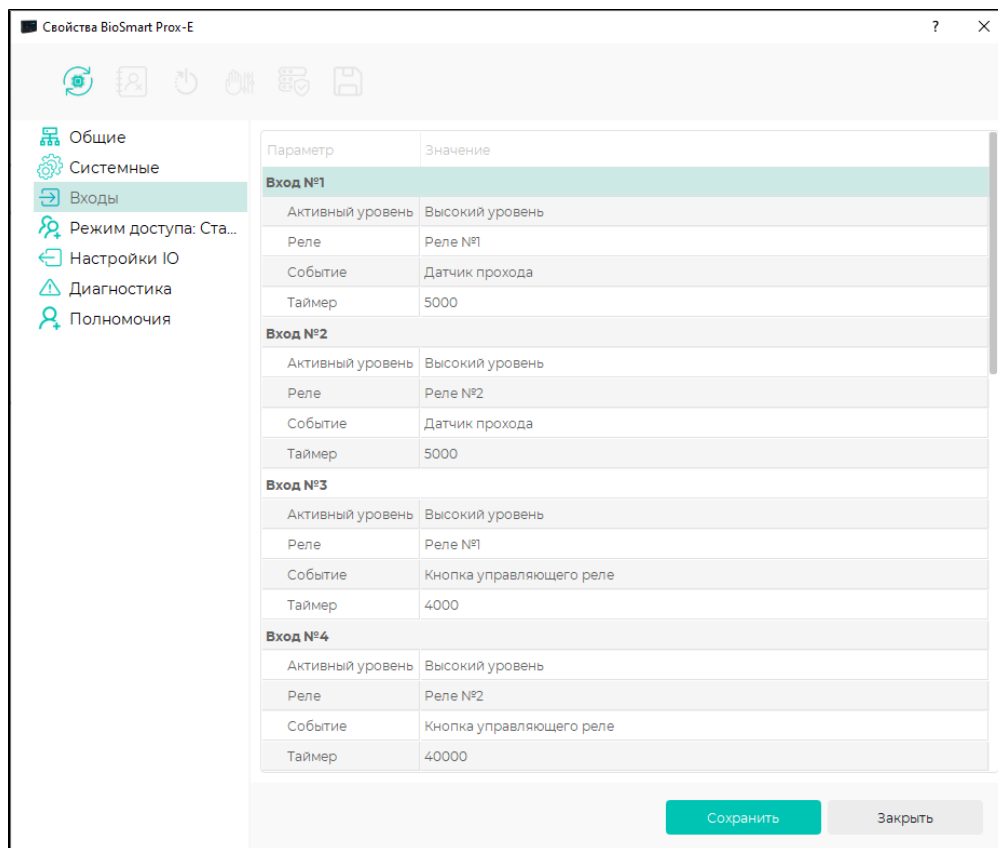 Свойства BioSmart Prox-E
?
Общие
Системные
Входы
Режим доступа: Ста...
Настройки IO
Диагностика
Полномочия
Параметр Значение
Вход №1
Активный уровень Высокий уровень
Реле Реле №1
Событие Датчик прохода
Таймер 5000
Вход №2
Активный уровень Высокий уровень
Реле Реле №2
Событие Датчик прохода
Таймер 5000
Вход №3
Активный уровень Высокий уровень
Реле Реле №1
Событие Кнопка управляющего реле
Таймер 4000
Вход №4
Активный уровень Высокий уровень
Реле Реле №2
Событие Кнопка управляющего реле
Таймер 40000
Сохранить Закрыть